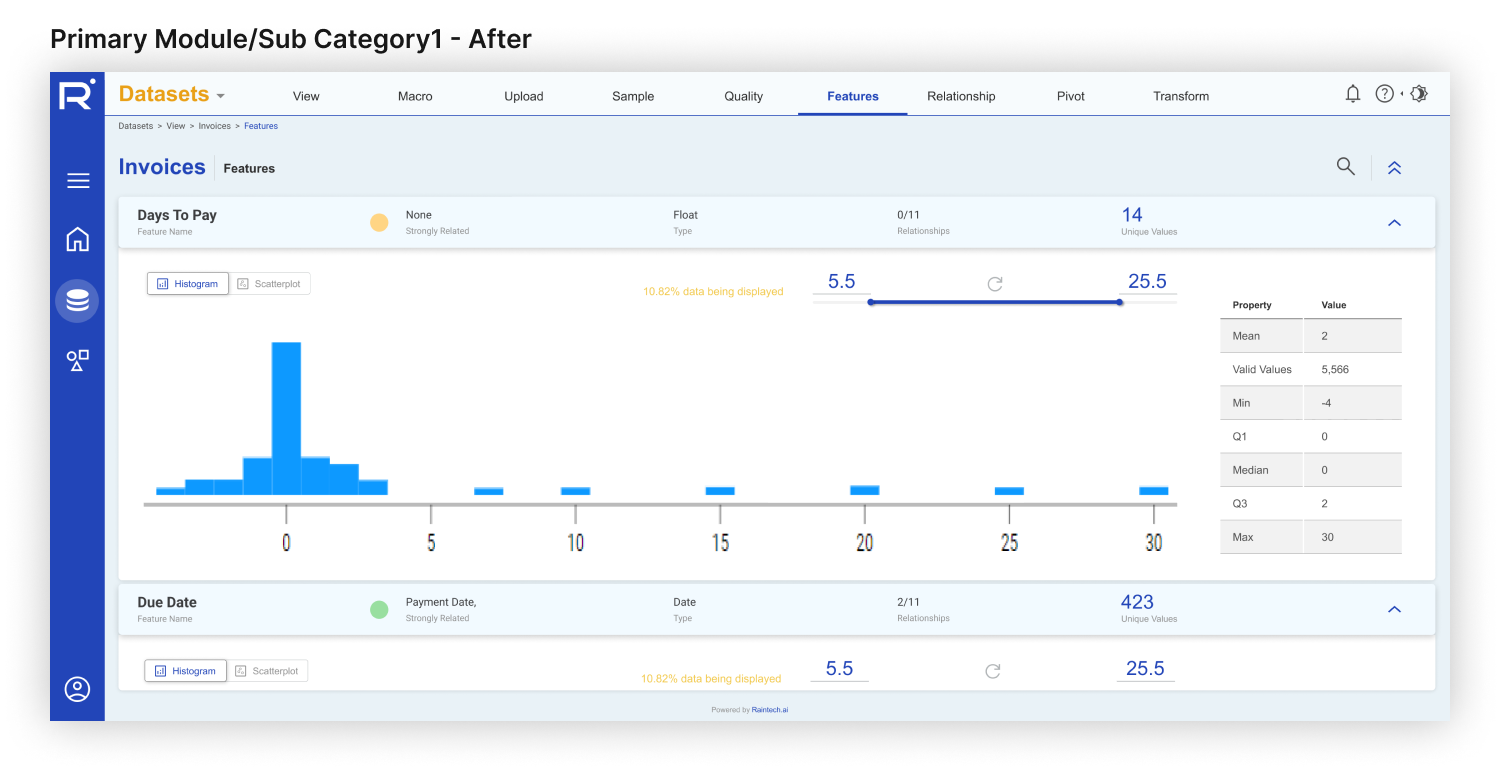 Primary Module/Sub Category1 - After
Datasets View Macro Upload Sample Quality Features Relationship Pivot Transform
Datasets > View > Invoices > Features
Invoices Features
Days To Pay None Float 0/11 14
Feature Name Strongly Related Type Relationships Unique Values
Histogram Scatterplot 10.82% data being displayed 5.5 25.5
Property Value
Mean 2
Valid Values 5,566
Min -4
Q1 0
Median 0
Q3 2
Max 30
0 5 10 15 20 25 30
Due Date Payment Date, Date 2/11 423
Feature Name Strongly Related Type Relationships Unique Values
Histogram Scatterplot 10.82% data being displayed 5.5 25.5
Powered by Raintech.ai